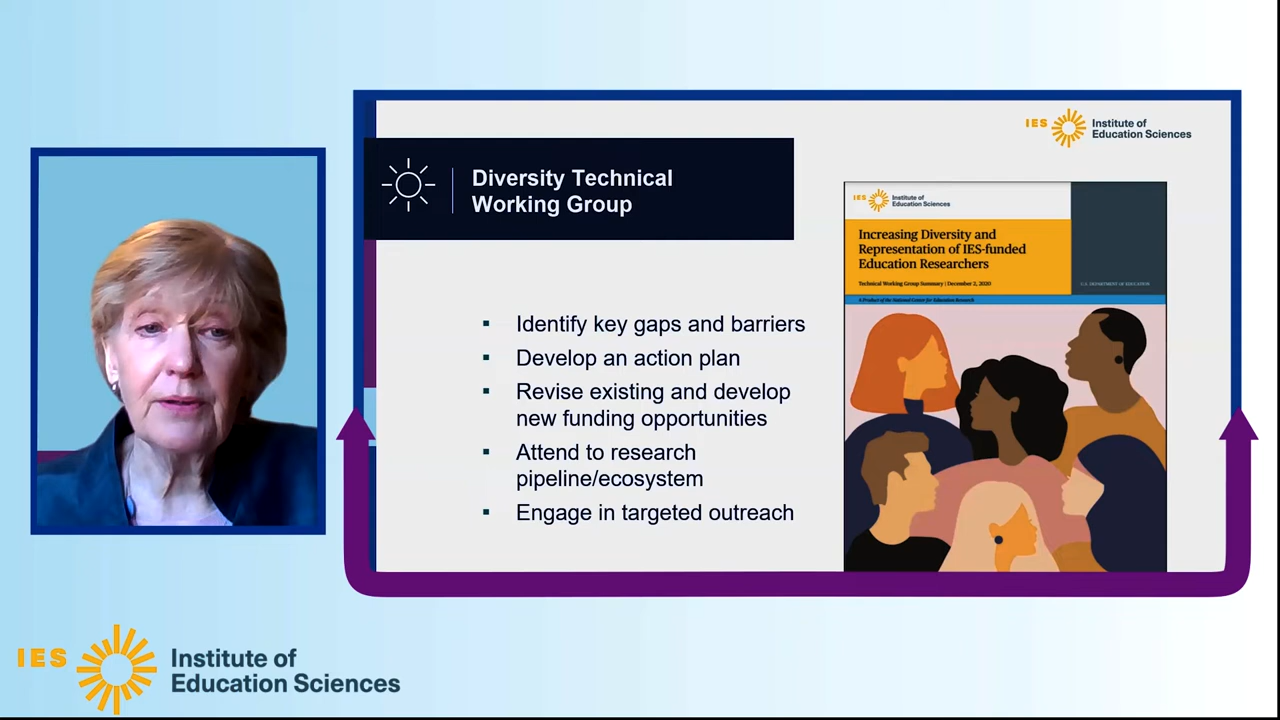 IES
Institute of
Education Sciences
Diversity Technical
Working Group
▪ Identify key gaps and barriers
▪ Develop an action plan
▪ Revise existing and develop
new funding opportunities
▪ Attend to research
pipeline/ecosystem
▪ Engage in targeted outreach
IES
Institute of
Education Sciences
Increasing Diversity and
Representation of IES-funded
Education Researchers
Technical Working Group Summary | December 2, 2020
U.S. DEPARTMENT OF EDUCATION
A Product of the National Center for Education Research
IES
Institute of
Education Sciences